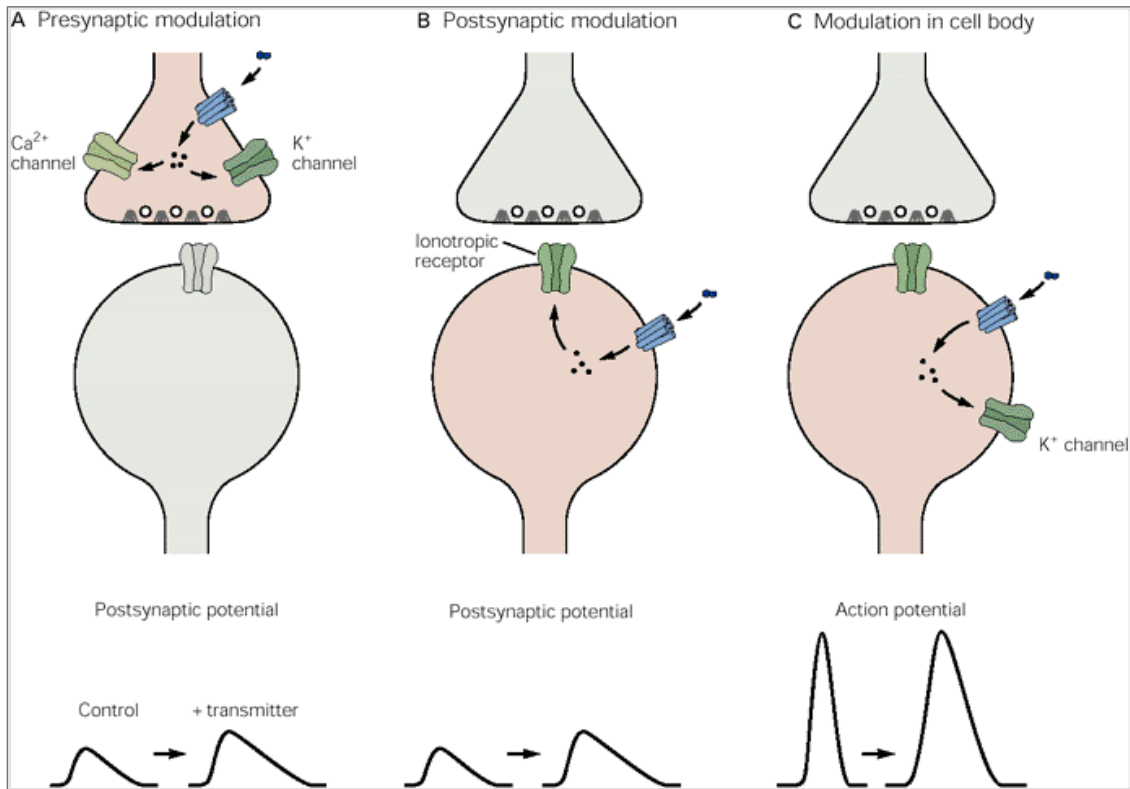 A Presynaptic modulation
B Postsynaptic modulation
C Modulation in cell body
Ca²⁺
channel
K⁺
channel
Ionotropic
receptor
K⁺ channel
Postsynaptic potential
Postsynaptic potential
Action potential
Control
+ transmitter